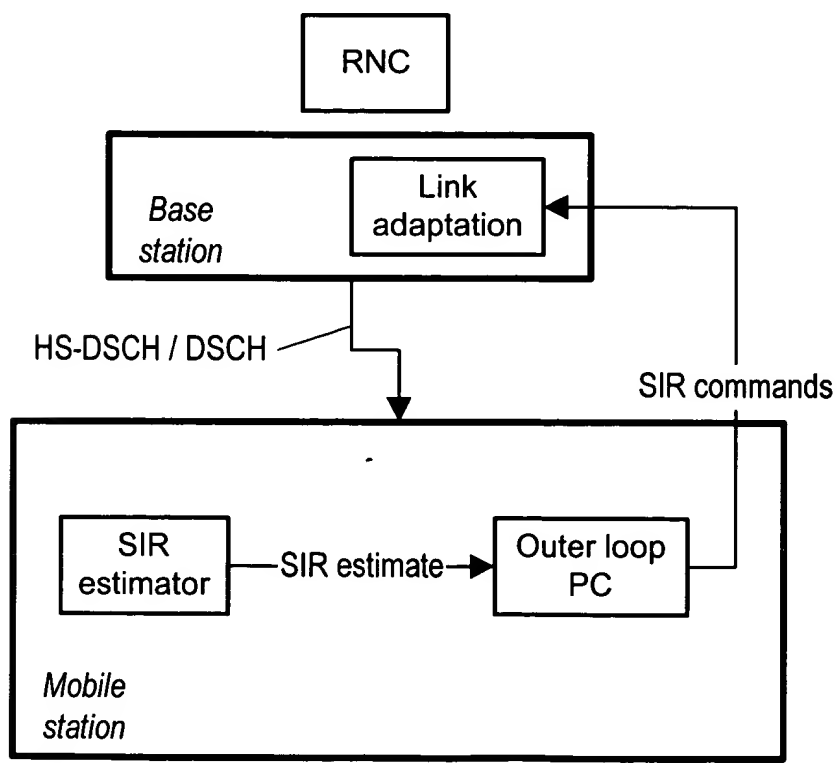 RNC
Base
station
Link
adaptation
HS-DSCH / DSCH
SIR commands
SIR
estimator
SIR estimate
Outer loop
PC
Mobile
station